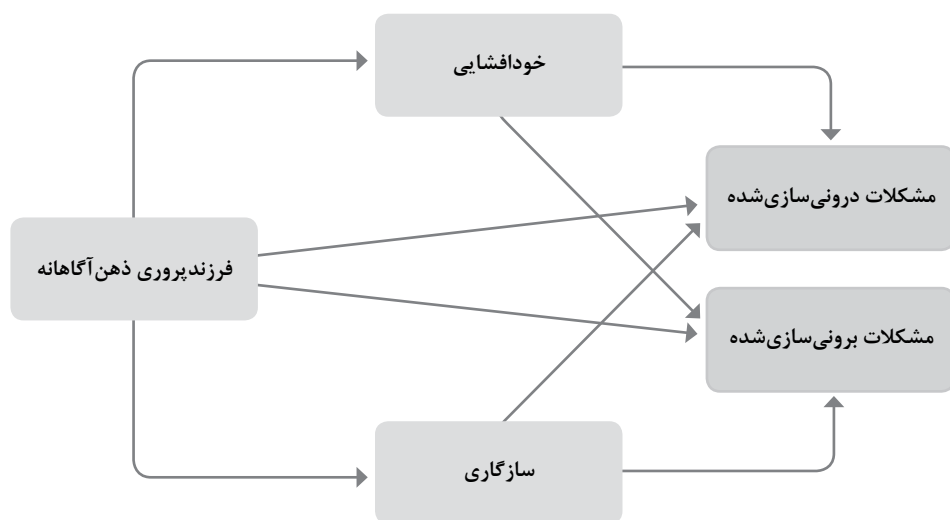 خودافشایی
مشکلات درونی‌سازی‌شده
فرزندپروری ذهن‌آگاهانه
مشکلات برونی‌سازی‌شده
سازگاری